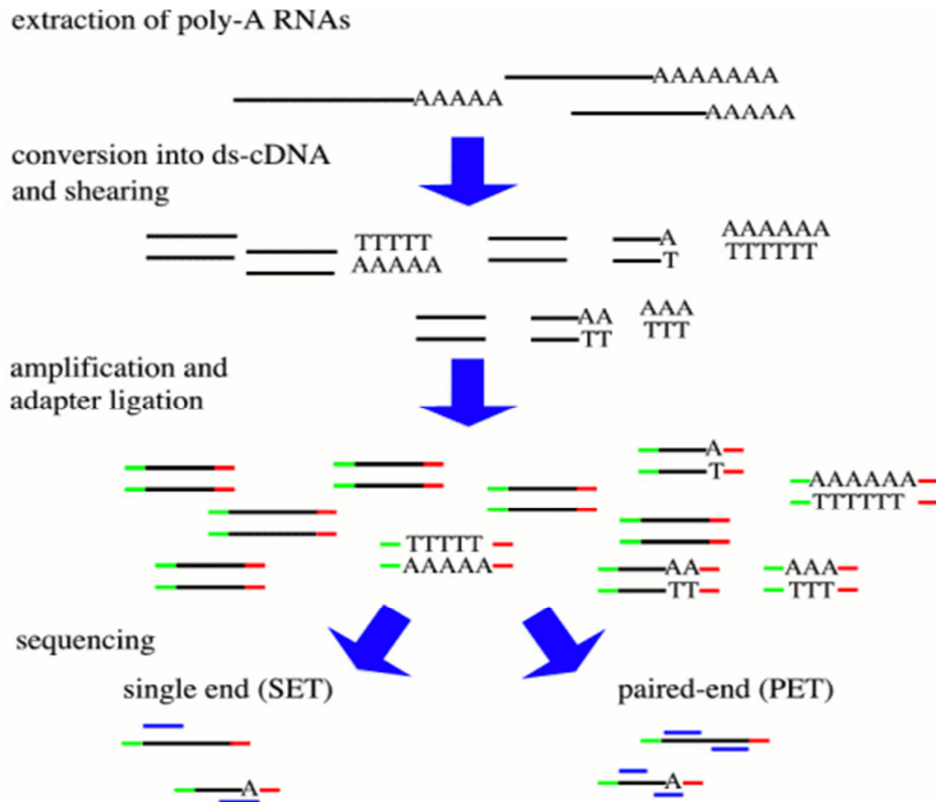 extraction of poly-A RNAs
AAAAAAA
AAAAA
AAAAA
conversion into ds-cDNA
and shearing
TTTTT
AAAAA
A
T
AAAAAA
TTTTTT
AA
TT
AAA
TTT
amplification and
adapter ligation
A
T
AAAAAA
TTTTTT
TTTTT
AAAAA
AA
TT
AAA
TTT
sequencing
single end (SET)
paired-end (PET)
A
A